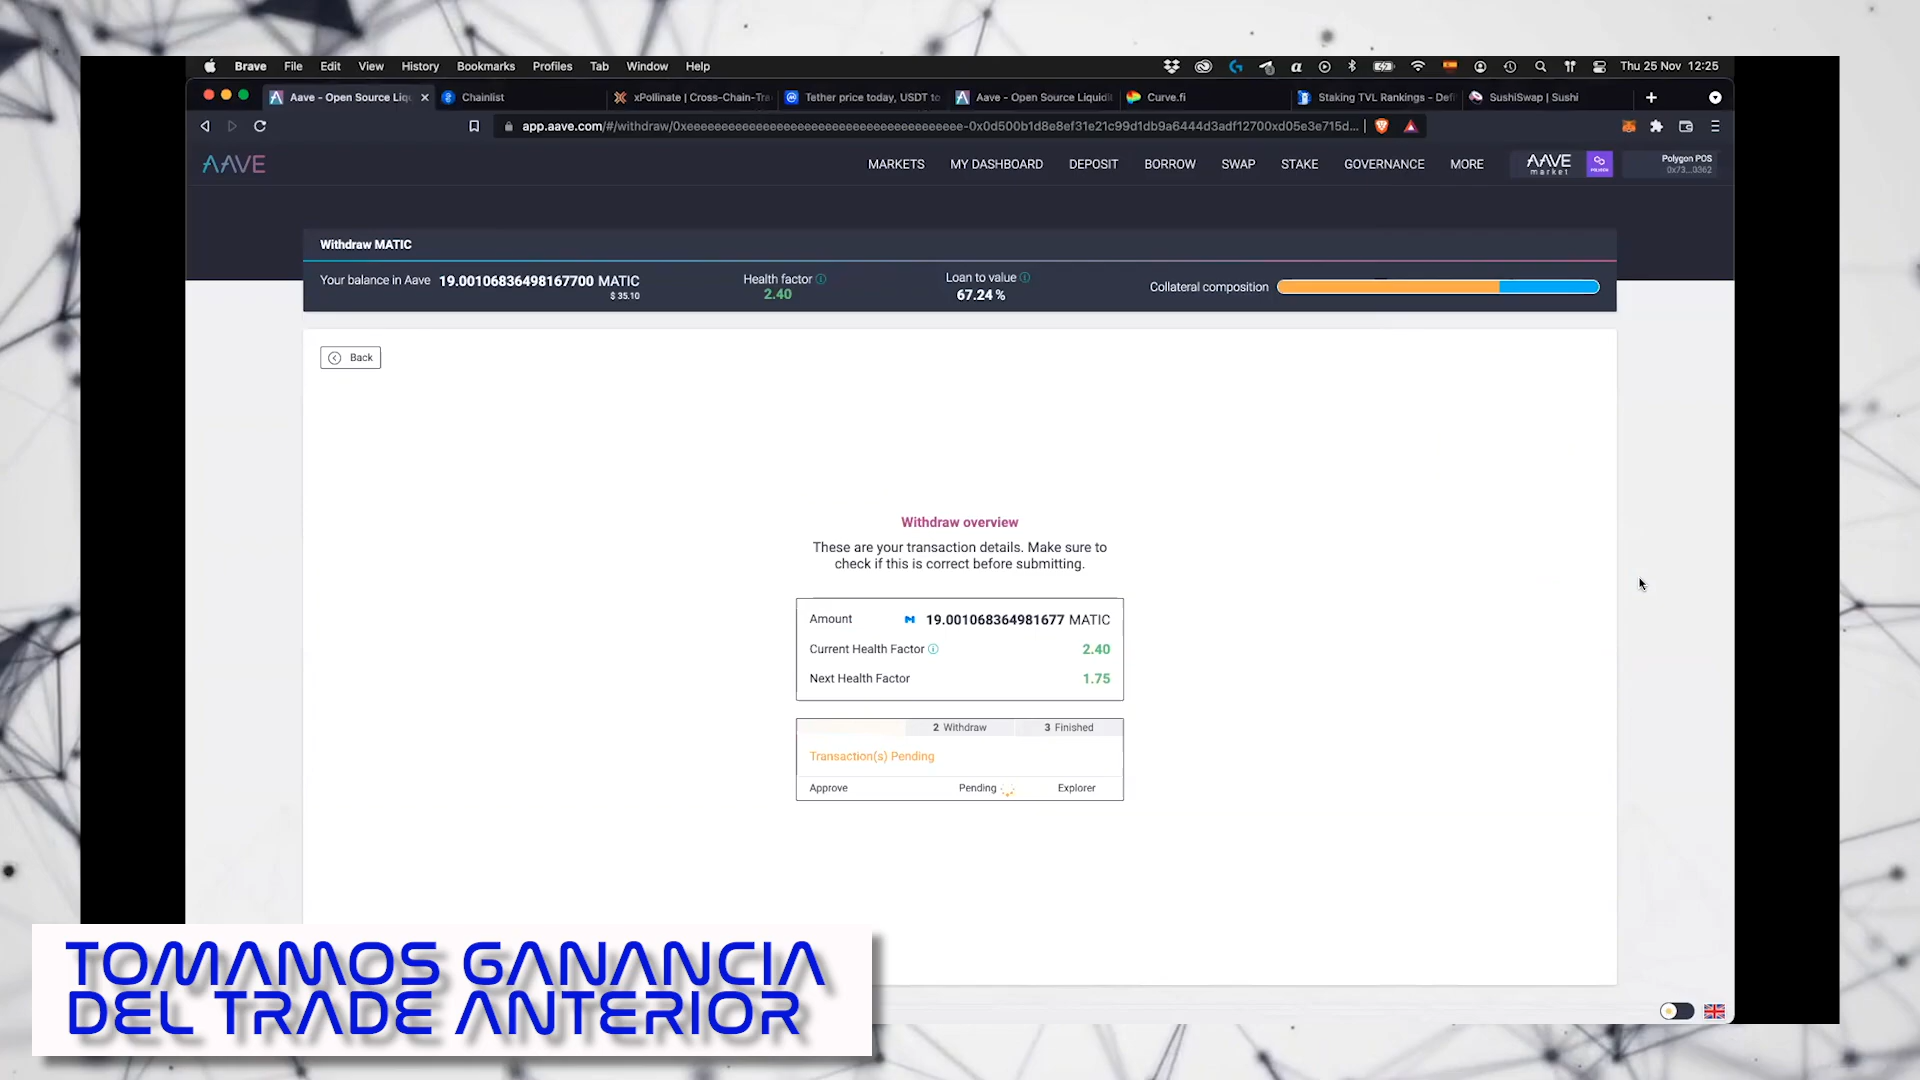 Brave File Edit View History Bookmarks Profiles Tab Window Help Thu 25 Nov 12:25
Aave - Open Source Liq Chainlist xPollinate | Cross-Chain-Tra Tether price today, USDT to Aave - Open Source Liquidi Curve.fi Staking TVL Rankings - Defi SushiSwap | Sushi
AAVE MARKETS MY DASHBOARD DEPOSIT BORROW SWAP STAKE GOVERNANCE MORE AAVE market Polygon POS
0x73...0362
Withdraw MATIC
Your balance in Aave 19.00106836498167700 MATIC Health factor Loan to value Collateral composition
$ 35.10 2.40 67.24 %
Back
Withdraw overview
These are your transaction details. Make sure to
check if this is correct before submitting.
Amount 19.001068364981677 MATIC
Current Health Factor 2.40
Next Health Factor 1.75
2 Withdraw 3 Finished
Transaction(s) Pending
Approve Pending Explorer
TOMAMOS GANANCIA
DEL TRADE ANTERIOR